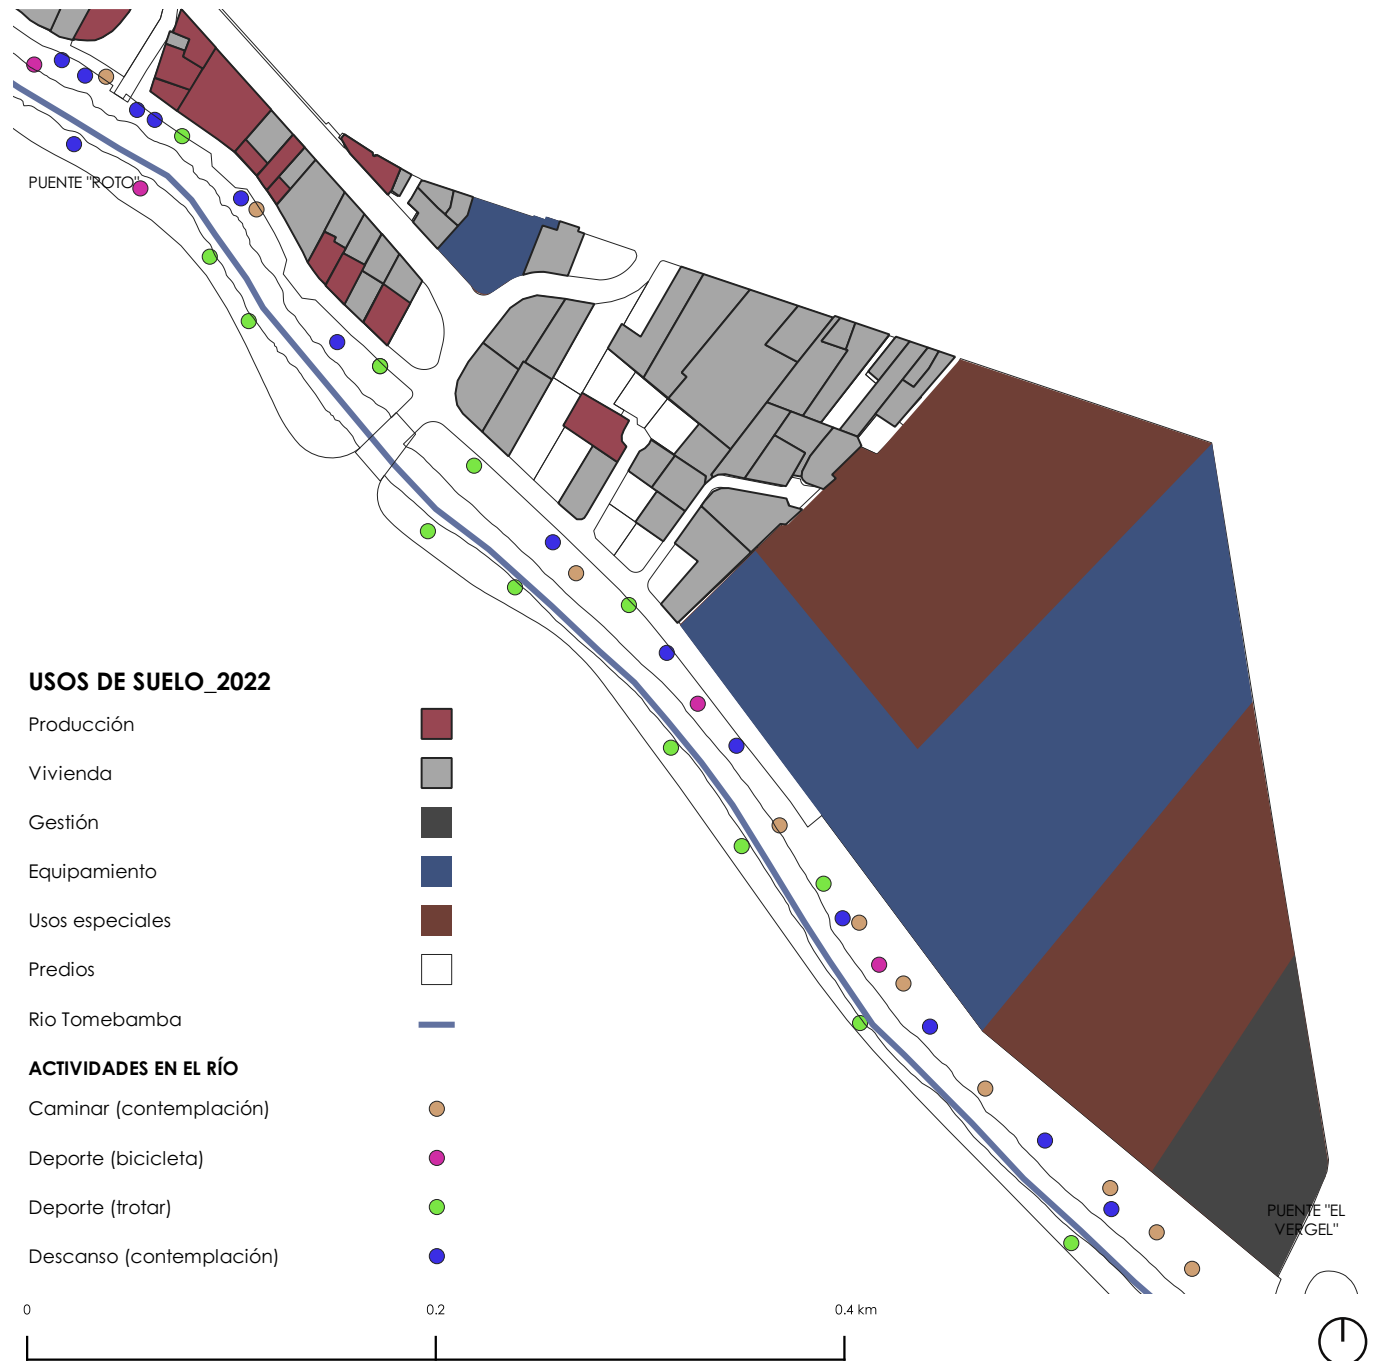 PUENTE "ROTO"
USOS DE SUELO_2022
Producción
Vivienda
Gestión
Equipamiento
Usos especiales
Predios
Rio Tomebamba
ACTIVIDADES EN EL RÍO
Caminar (contemplación)
Deporte (bicicleta)
Deporte (trotar)
Descanso (contemplación)
PUENTE "EL
VERGEL"
0 0.2 0.4 km